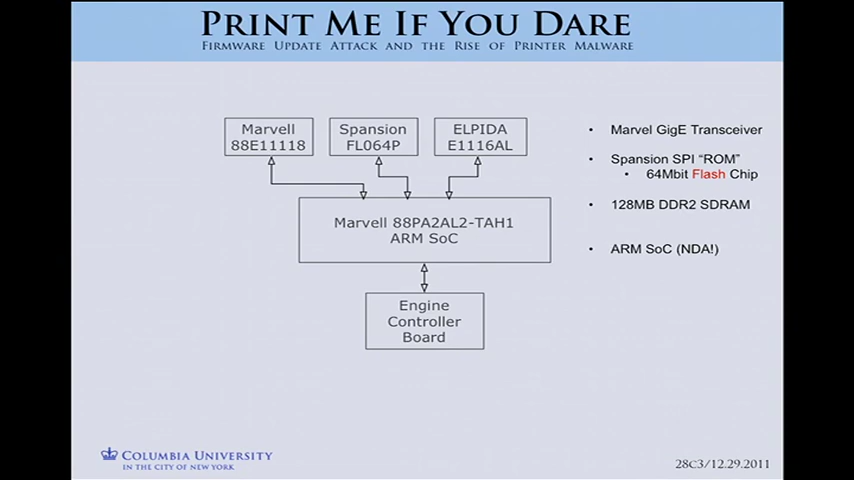 PRINT ME IF YOU DARE
FIRMWARE UPDATE ATTACK AND THE RISE OF PRINTER MALWARE
Marvell
88E11118
Spansion
FL064P
ELPIDA
E1116AL
Marvell 88PA2AL2-TAH1
ARM SoC
Engine
Controller
Board
• Marvel GigE Transceiver
• Spansion SPI “ROM”
• 64Mbit Flash Chip
• 128MB DDR2 SDRAM
• ARM SoC (NDA!)
COLUMBIA UNIVERSITY
IN THE CITY OF NEW YORK
28C3/12.29.2011